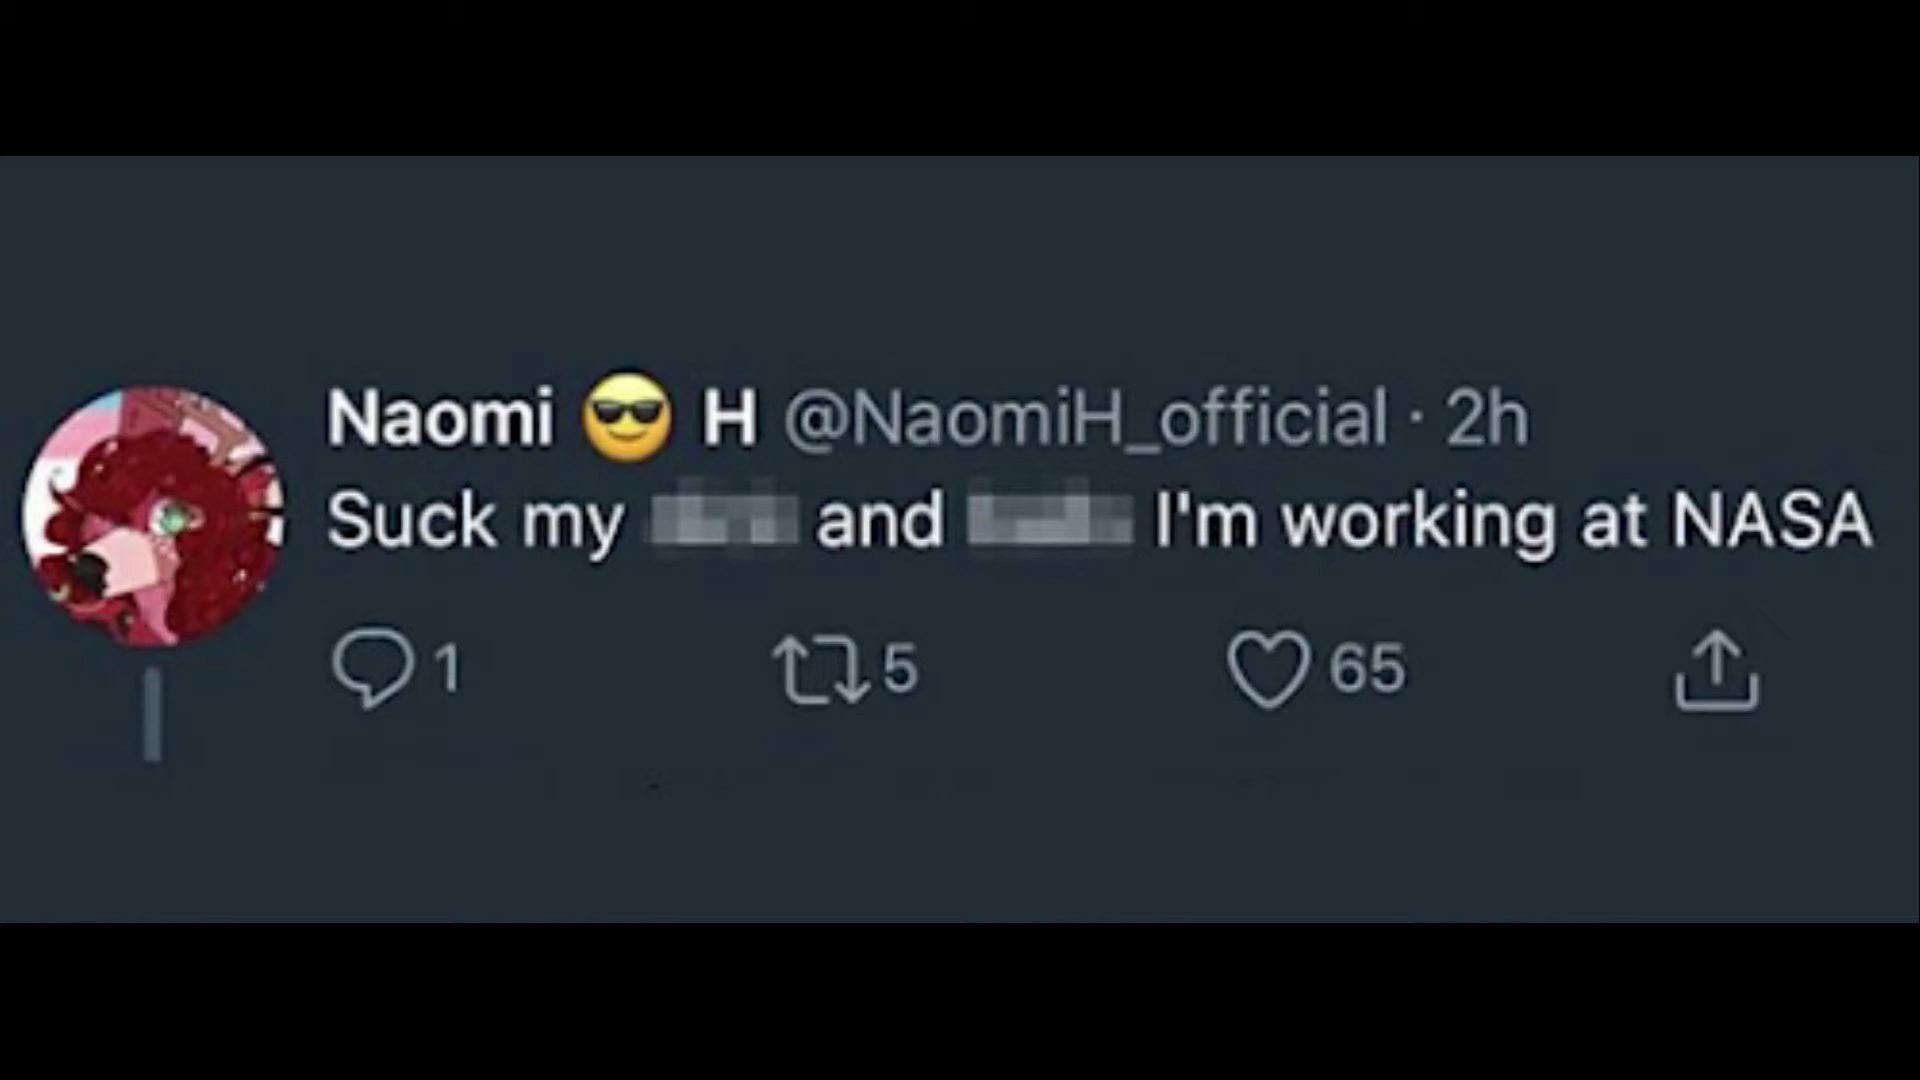 Naomi 😎 H @NaomiH_official · 2h
Suck my and I'm working at NASA
1 5 65